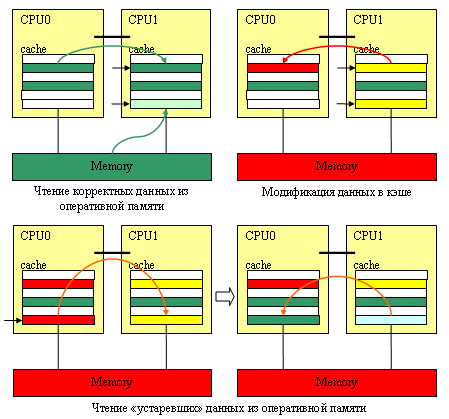 CPU0
CPU1
cache
cache
Memory
Чтение корректных данных из
оперативной памяти
CPU0
CPU1
cache
cache
Memory
Модификация данных в кэше
CPU0
CPU1
cache
cache
Memory
CPU0
CPU1
cache
cache
Memory
Чтение «устаревших» данных из оперативной памяти